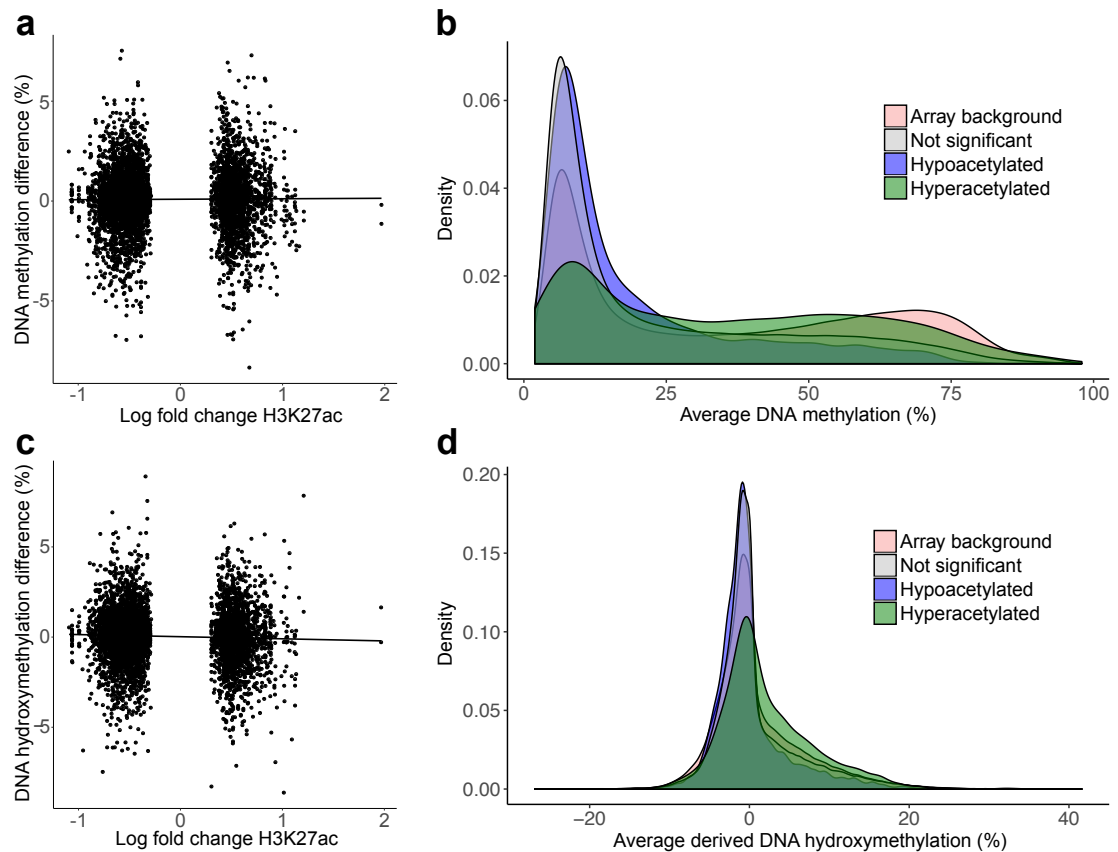 a
DNA methylation difference (%)
5
0
-5
-1
0
1
2
Log fold change H3K27ac
b
Density
0.06
0.04
0.02
0.00
Array background
Not significant
Hypoacetylated
Hyperacetylated
0
25
50
75
100
Average DNA methylation (%)
c
DNA hydroxymethylation difference (%)
5
0
−5
-1
0
1
2
Log fold change H3K27ac
d
Density
0.20
0.15
0.10
0.05
0.00
Array background
Not significant
Hypoacetylated
Hyperacetylated
−20
0
20
40
Average derived DNA hydroxymethylation (%)